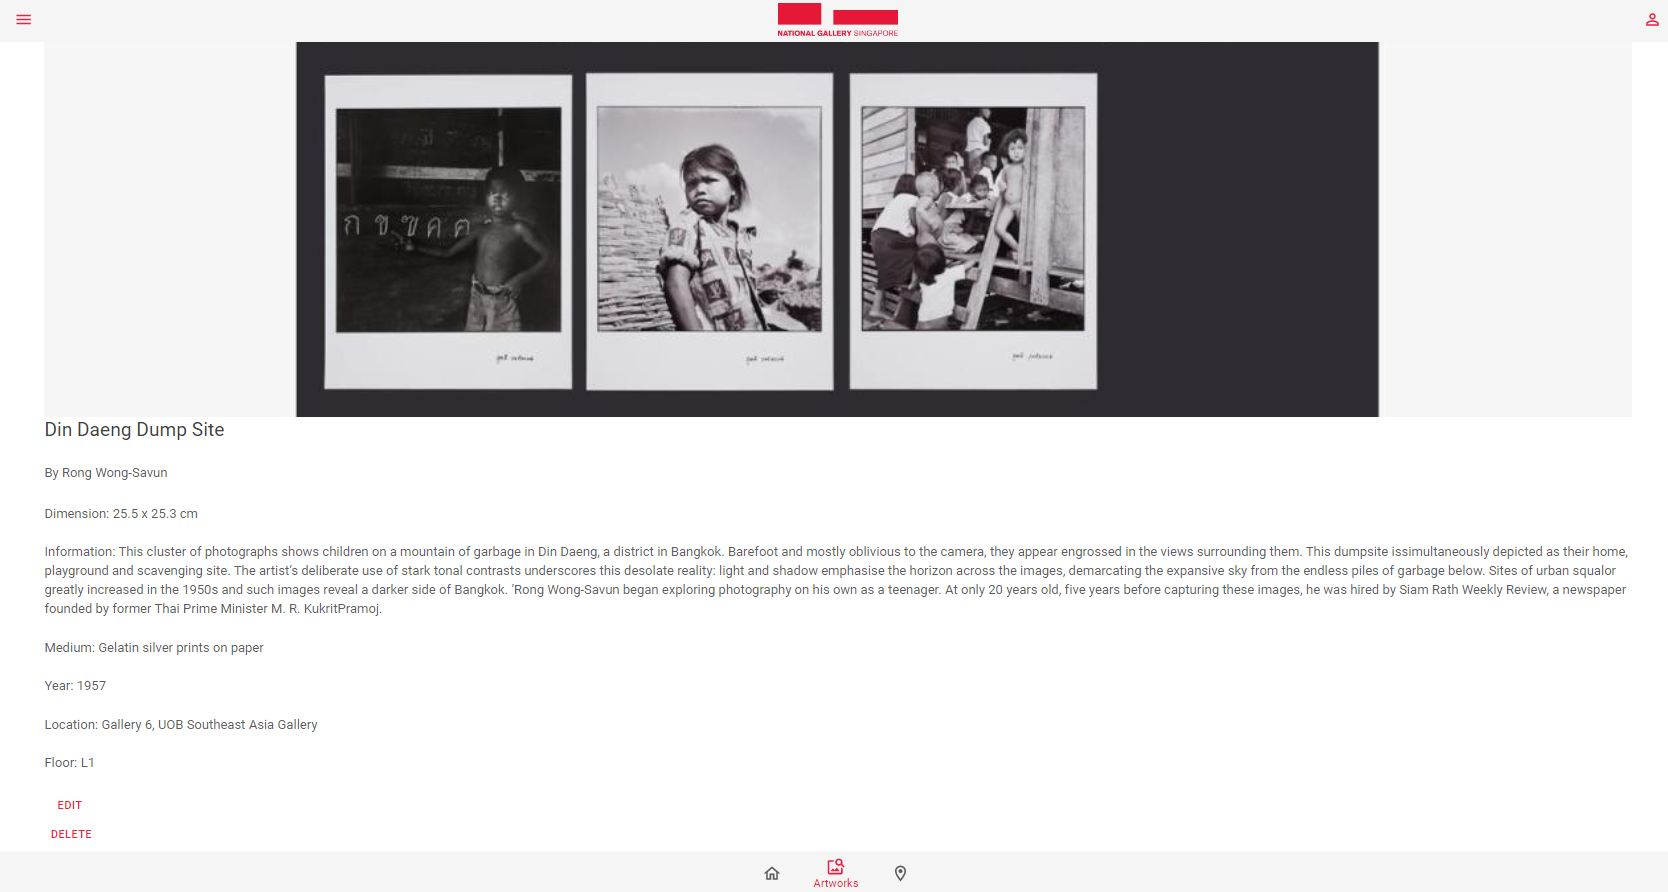 NATIONAL GALLERY SINGAPORE
ก ข ฃ ค ฅ
Din Daeng Dump Site
By Rong Wong-Savun
Dimension: 25.5 x 25.3 cm
Information: This cluster of photographs shows children on a mountain of garbage in Din Daeng, a district in Bangkok. Barefoot and mostly oblivious to the camera, they appear engrossed in the views surrounding them. This dumpsite issimultaneously depicted as their home,
playground and scavenging site. The artist’s deliberate use of stark tonal contrasts underscores this desolate reality: light and shadow emphasise the horizon across the images, demarcating the expansive sky from the endless piles of garbage below. Sites of urban squalor
greatly increased in the 1950s and such images reveal a darker side of Bangkok. ’Rong Wong-Savun began exploring photography on his own as a teenager. At only 20 years old, five years before capturing these images, he was hired by Siam Rath Weekly Review, a newspaper
founded by former Thai Prime Minister M. R. KukritPramoj.
Medium: Gelatin silver prints on paper
Year: 1957
Location: Gallery 6, UOB Southeast Asia Gallery
Floor: L1
EDIT
DELETE
Artworks